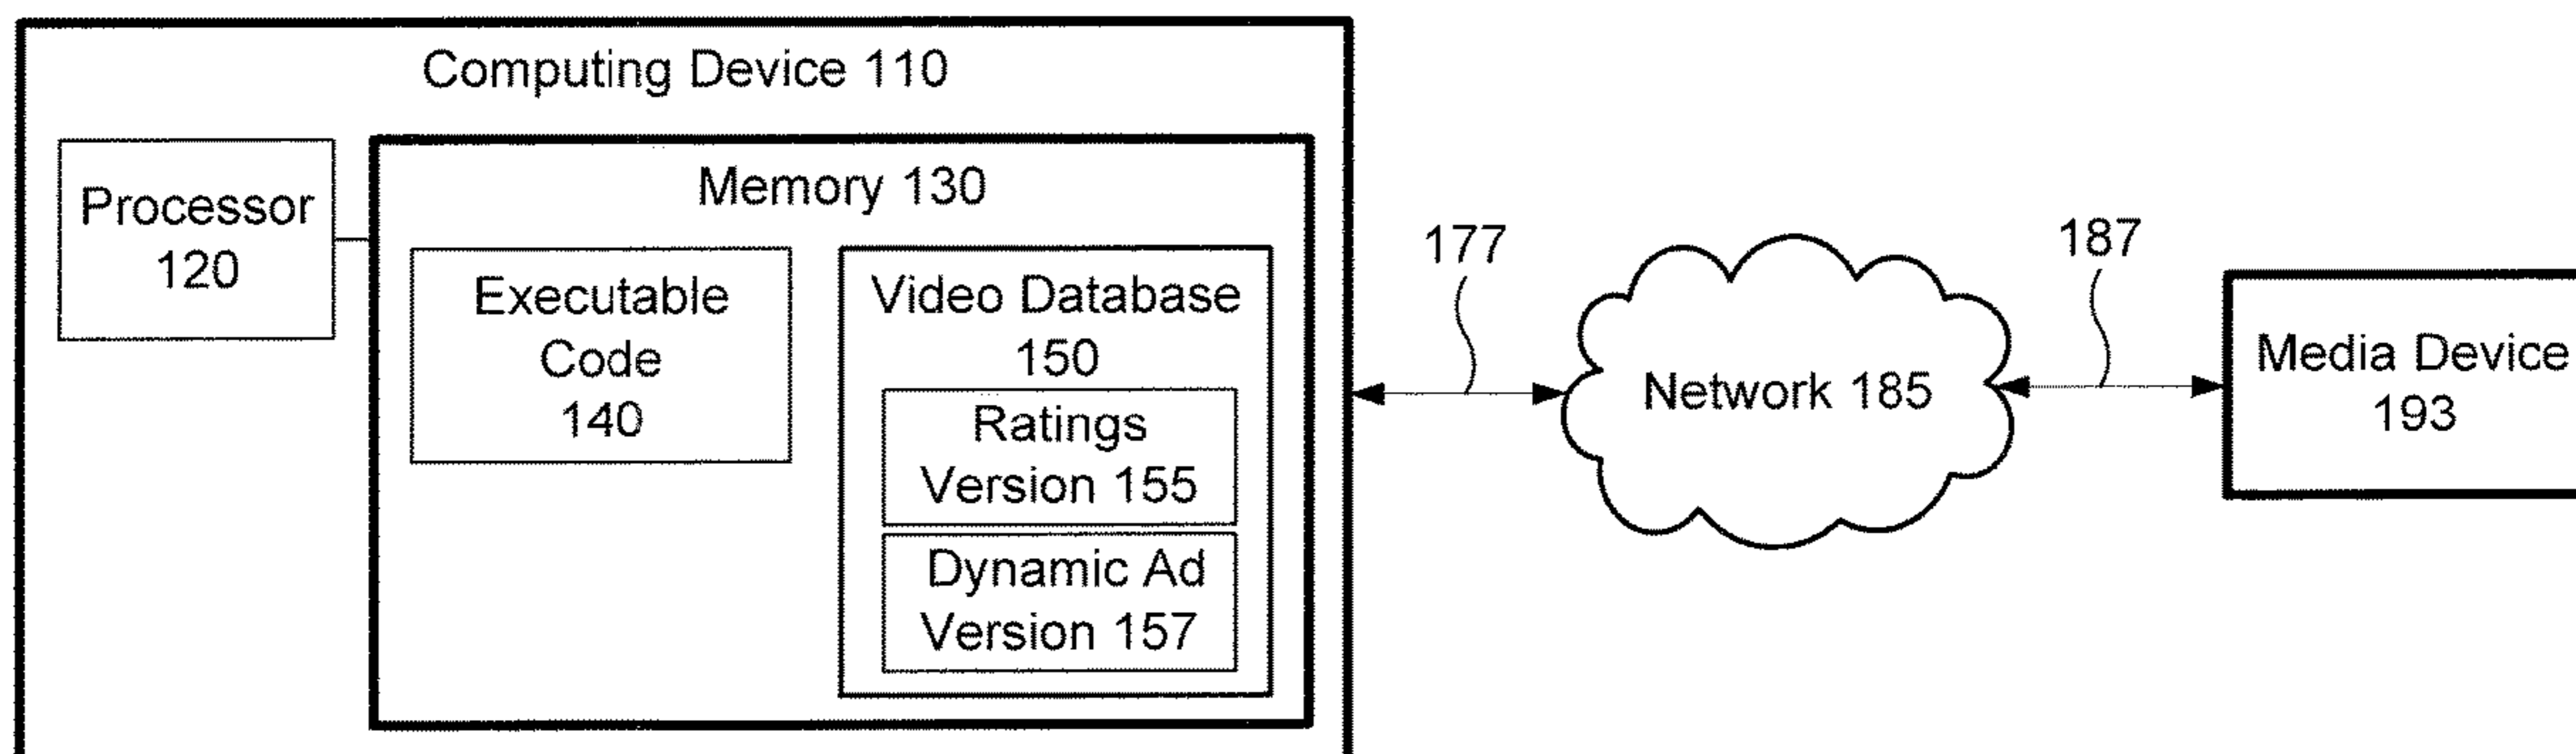 Computing Device 110
Processor
120
Memory 130
Executable
Code
140
Video Database
150
Ratings
Version 155
Dynamic Ad
Version 157
177
Network 185
187
Media Device
193